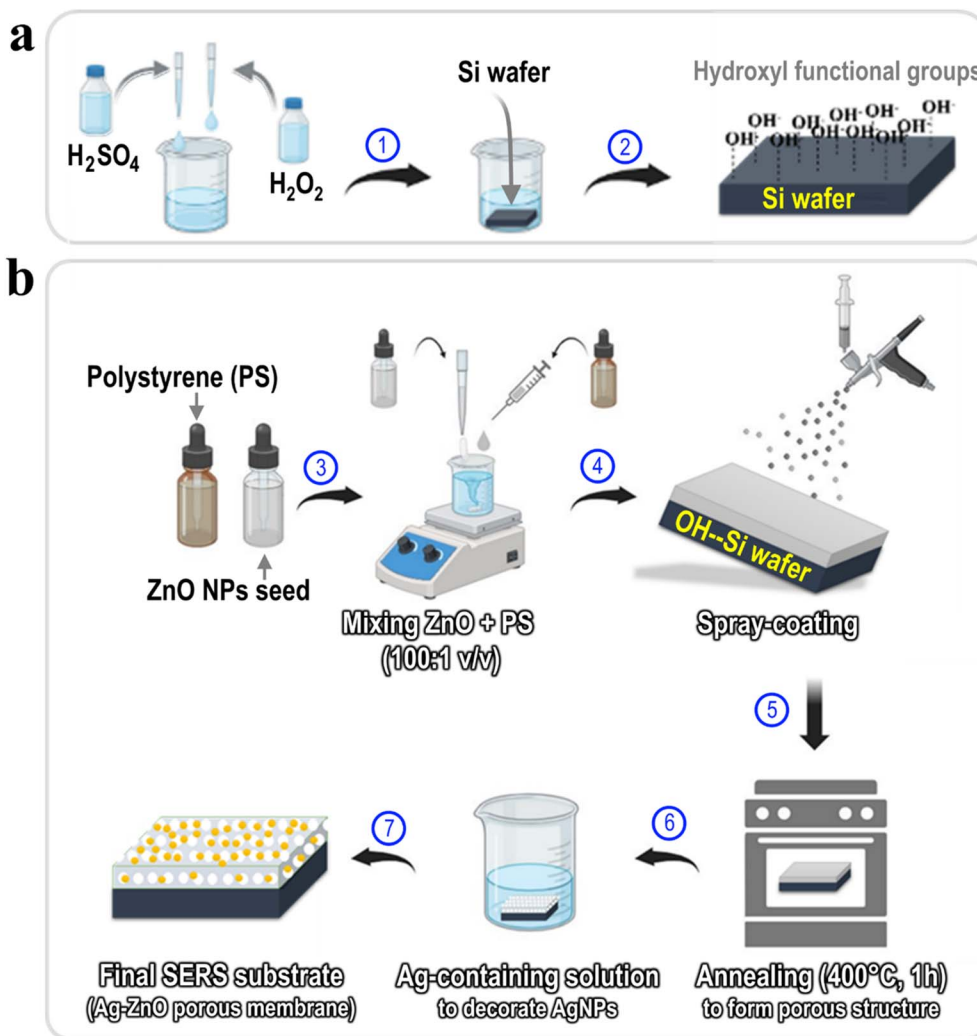 a
H₂SO₄
H₂O₂
1
Si wafer
2
Hydroxyl functional groups
OH⁻ OH⁻ OH⁻ OH⁻ OH⁻ OH⁻ OH⁻ OH⁻ OH⁻ OH⁻ OH⁻
Si wafer
b
Polystyrene (PS)
ZnO NPs seed
3
Mixing ZnO + PS
(100:1 v/v)
4
OH--Si wafer
Spray-coating
5
Annealing (400°C, 1h)
to form porous structure
6
Ag-containing solution
to decorate AgNPs
7
Final SERS substrate
(Ag-ZnO porous membrane)